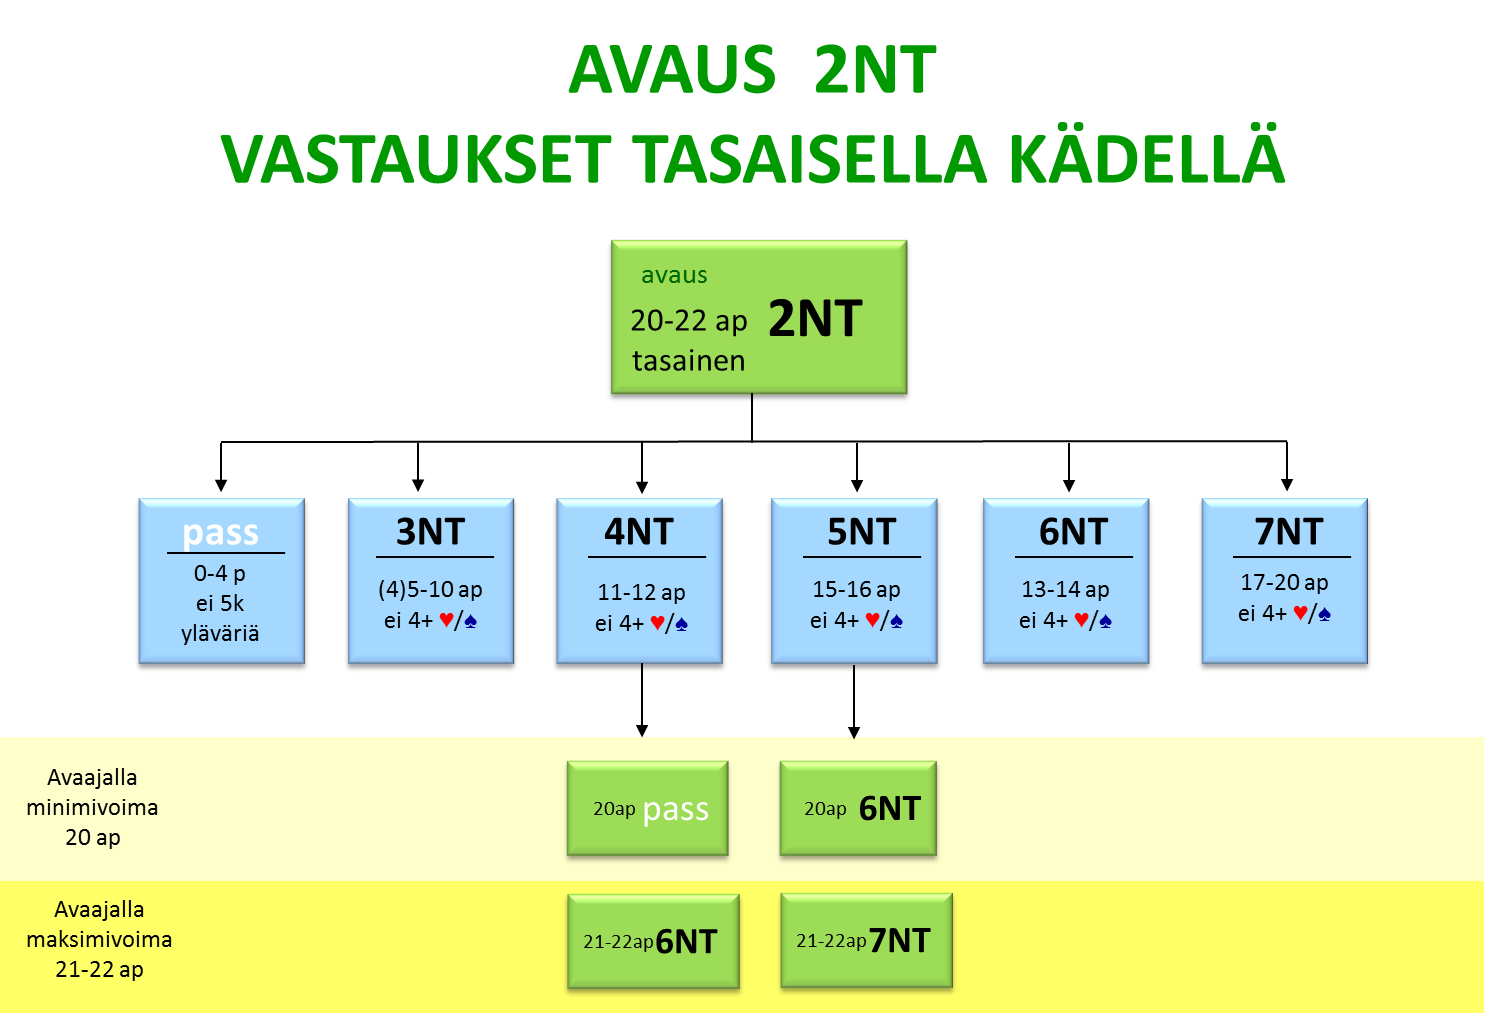 AVAUS 2NT
VASTAUKSET TASAISELLA KÄDELLÄ
avaus
20-22 ap 2NT
tasainen
pass
0-4 p
ei 5k
yläväriä
3NT
(4)5-10 ap
ei 4+ ♥/♠
4NT
11-12 ap
ei 4+ ♥/♠
5NT
15-16 ap
ei 4+ ♥/♠
6NT
13-14 ap
ei 4+ ♥/♠
7NT
17-20 ap
ei 4+ ♥/♠
Avaajalla
minimivoima
20 ap
20ap pass
20ap 6NT
Avaajalla
maksimivoima
21-22 ap
21-22ap 6NT
21-22ap 7NT